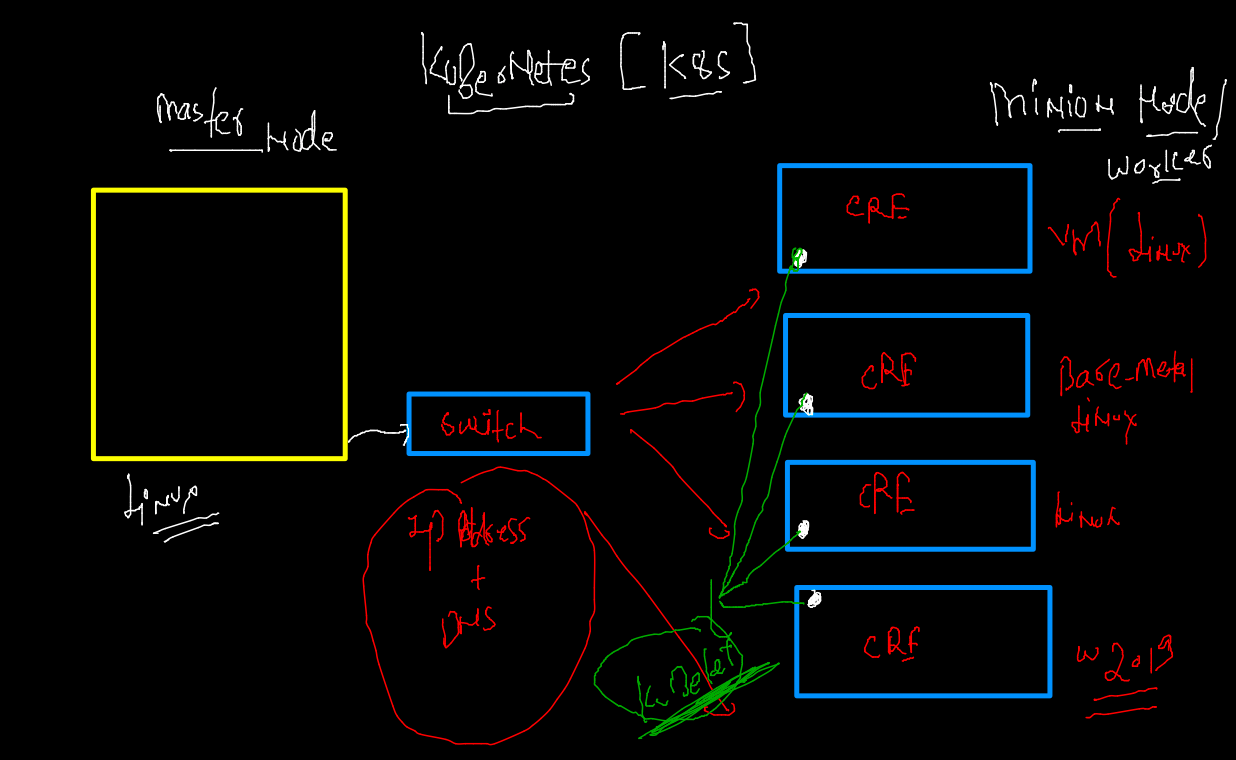 Kubernetes [K8s]
Master Node
Minion Node/
Worker
CRE
VM (Linux)
CRE
Bare-Metal
Linux
Switch
Linux
CRE
Linux
IP Address
+
DNS
CRE
W2019
Kubelet